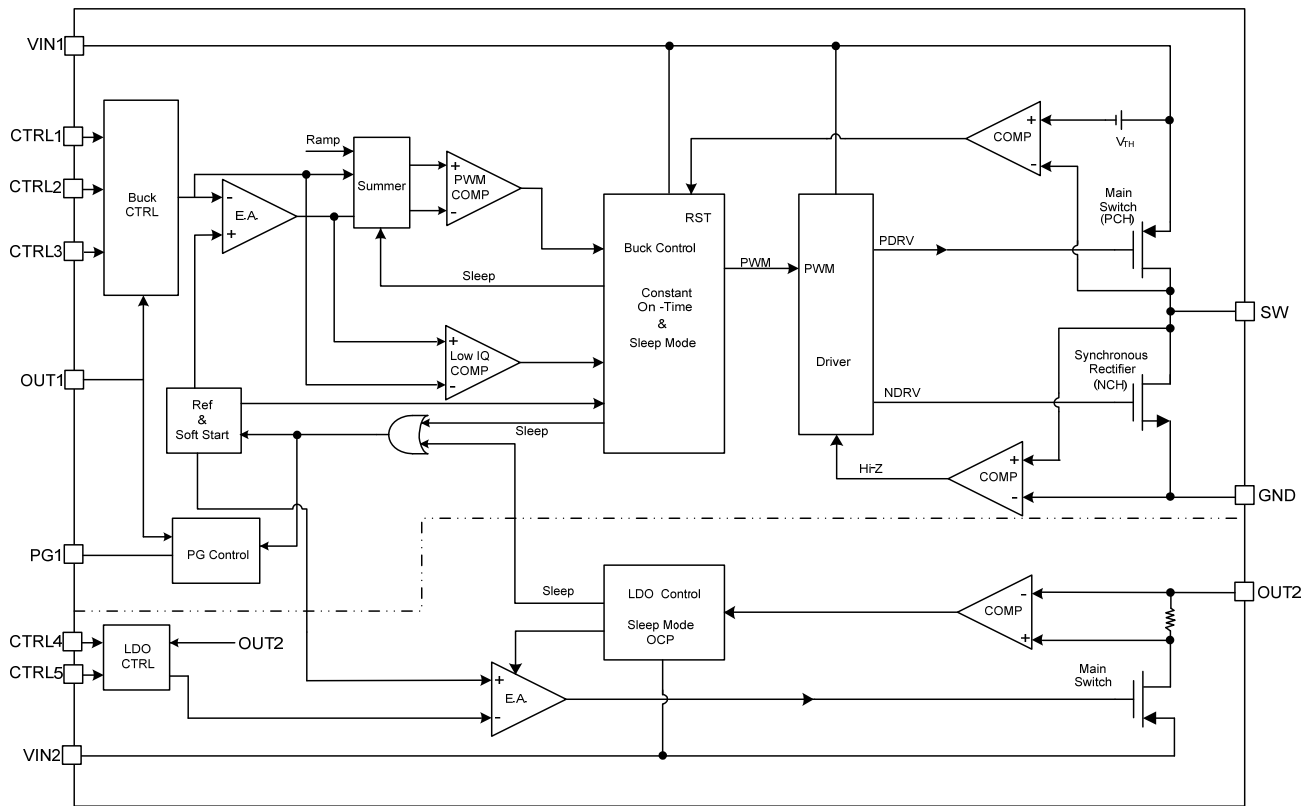 VIN1
CTRL1
CTRL2
CTRL3
Buck
CTRL
Ramp
Summer
+
-
PWM
COMP
-
+
E.A.
Sleep
+
-
Low IQ
COMP
OUT1
Ref
&
Soft Start
Sleep
RST
Buck Control
Constant
On -Time
&
Sleep Mode
PWM
PWM
Driver
PDRV
NDRV
Hi-Z
COMP
+
-
VTH
Main
Switch
(PCH)
SW
Synchronous
Rectifier
(NCH)
COMP
+
-
GND
PG1
PG Control
CTRL4
CTRL5
LDO
CTRL
OUT2
Sleep
LDO Control
Sleep Mode
OCP
COMP
-
+
OUT2
+
-
E.A.
Main
Switch
VIN2